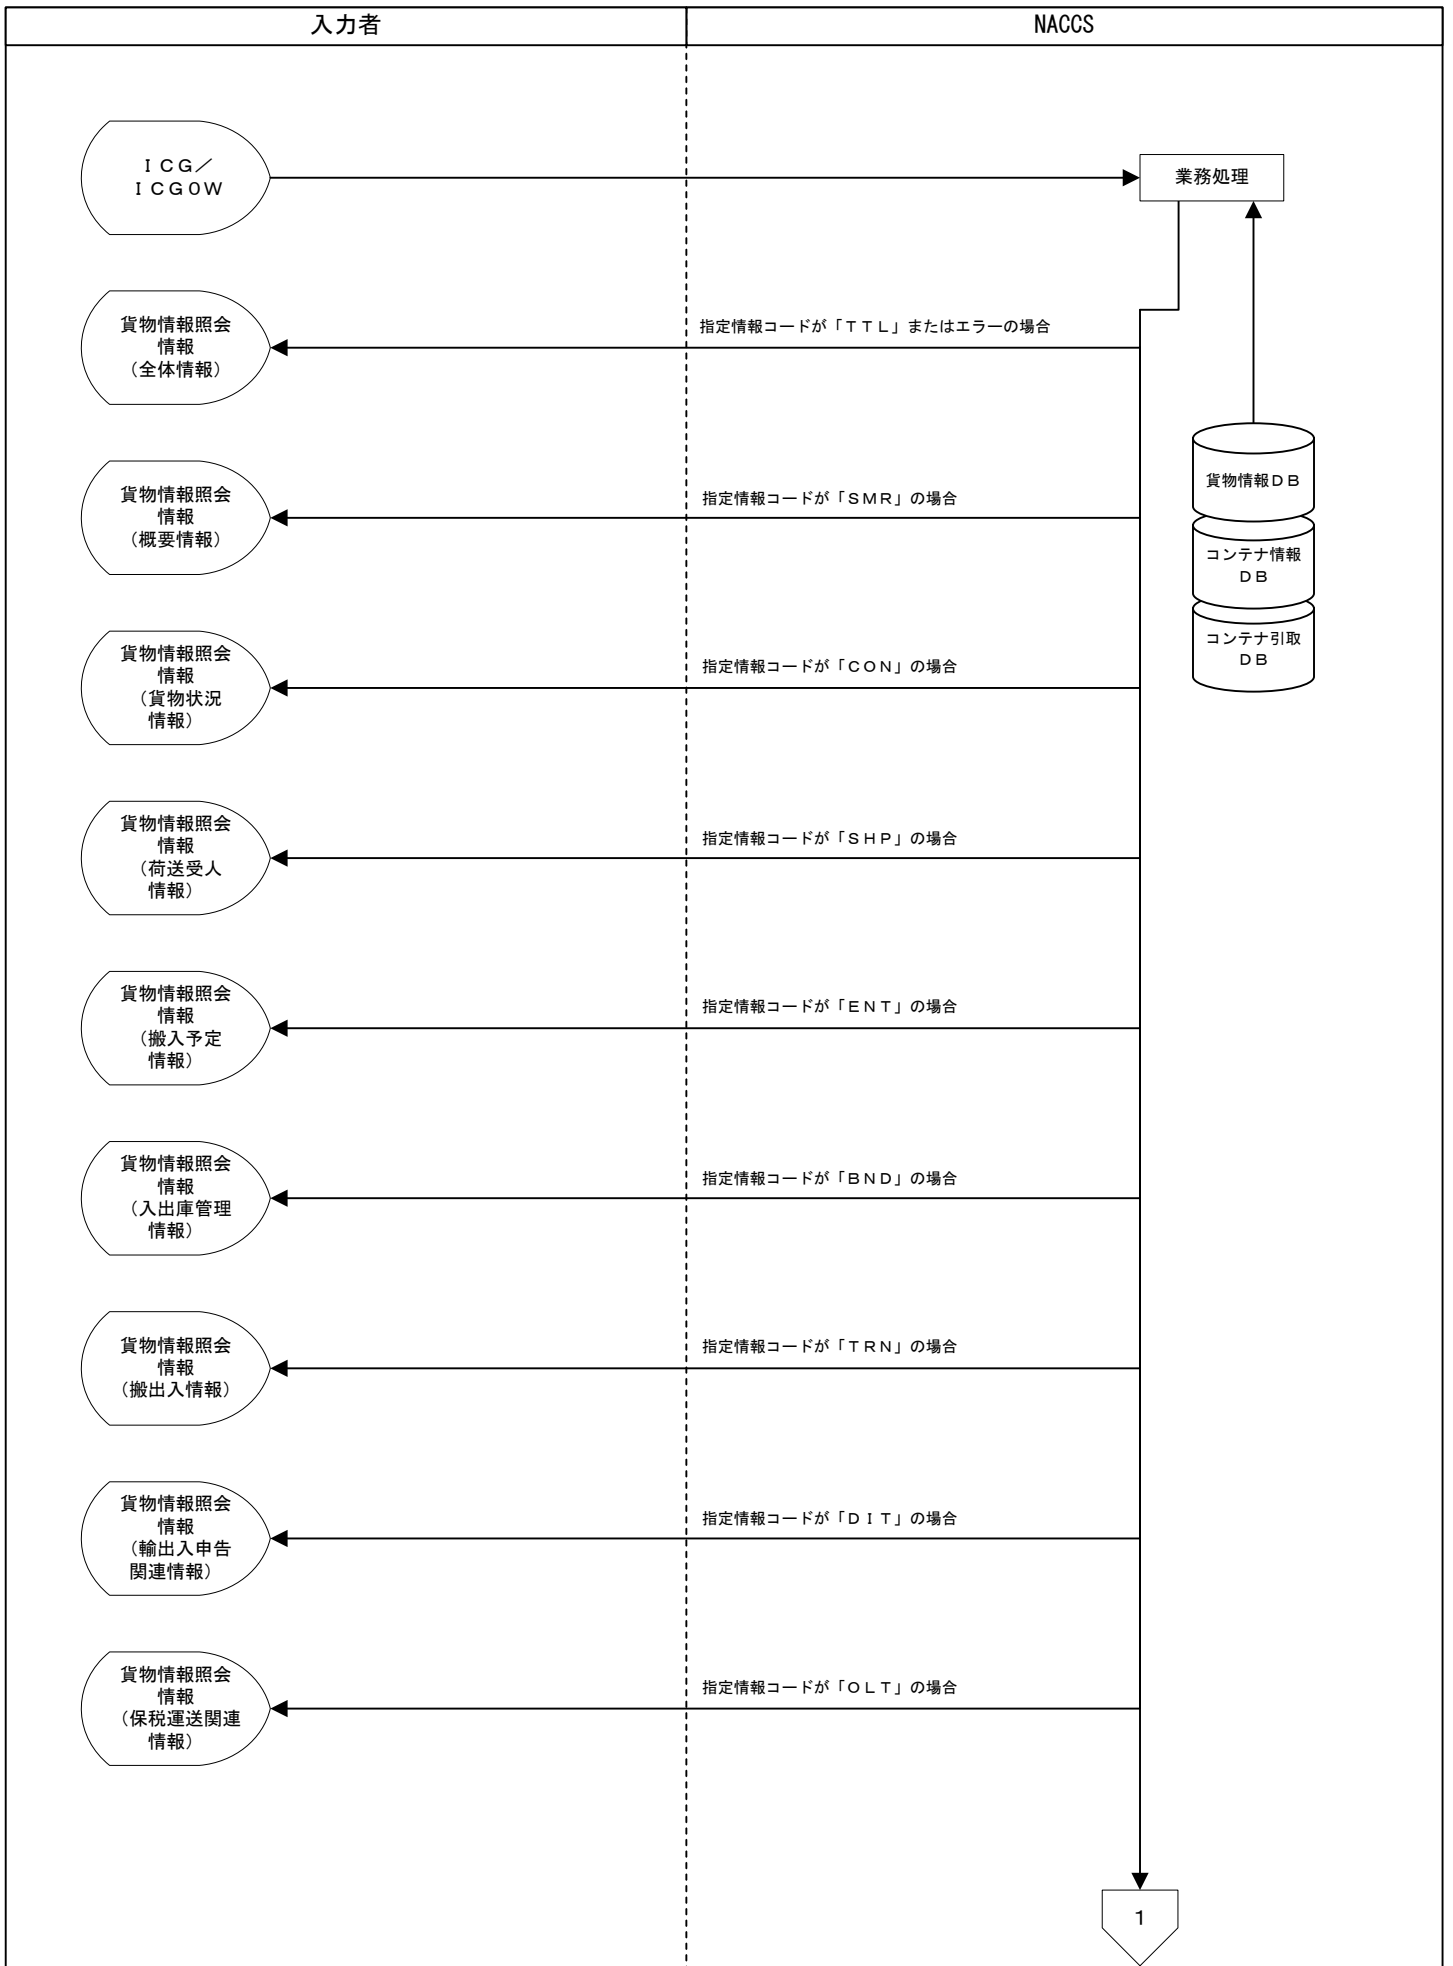 入力者
NACCS
ＩＣＧ／
ＩＣＧ０Ｗ
業務処理
貨物情報照会
情報
（全体情報）
指定情報コードが「ＴＴＬ」またはエラーの場合
貨物情報照会
情報
（概要情報）
指定情報コードが「ＳＭＲ」の場合
貨物情報ＤＢ
コンテナ情報
ＤＢ
コンテナ引取
ＤＢ
貨物情報照会
情報
（貨物状況
情報）
指定情報コードが「ＣＯＮ」の場合
貨物情報照会
情報
（荷送受人
情報）
指定情報コードが「ＳＨＰ」の場合
貨物情報照会
情報
（搬入予定
情報）
指定情報コードが「ＥＮＴ」の場合
貨物情報照会
情報
（入出庫管理
情報）
指定情報コードが「ＢＮＤ」の場合
貨物情報照会
情報
（搬出入情報）
指定情報コードが「ＴＲＮ」の場合
貨物情報照会
情報
（輸出入申告
関連情報）
指定情報コードが「ＤＩＴ」の場合
貨物情報照会
情報
（保税運送関連
情報）
指定情報コードが「ＯＬＴ」の場合
１